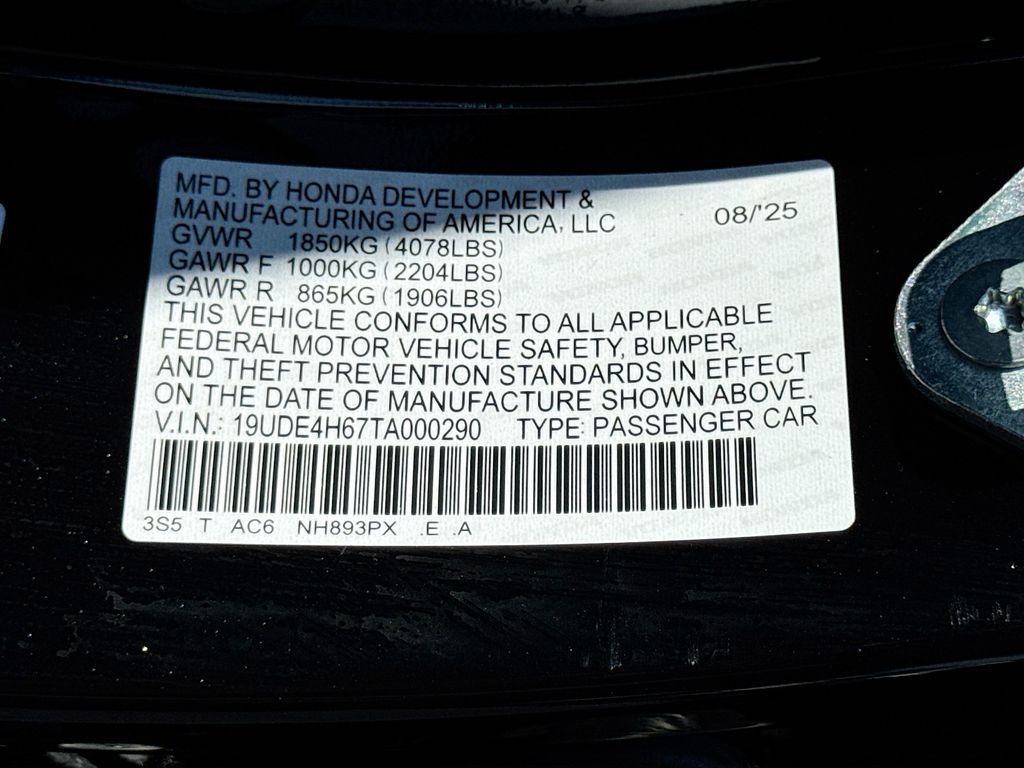 MFD. BY HONDA DEVELOPMENT &
MANUFACTURING OF AMERICA, LLC 08/'25
GVWR 1850KG (4078LBS)
GAWR F 1000KG (2204LBS)
GAWR R 865KG (1906LBS)
THIS VEHICLE CONFORMS TO ALL APPLICABLE
FEDERAL MOTOR VEHICLE SAFETY, BUMPER,
AND THEFT PREVENTION STANDARDS IN EFFECT
ON THE DATE OF MANUFACTURE SHOWN ABOVE.
V.I.N.: 19UDE4H67TA000290 TYPE: PASSENGER CAR
3S5 T AC6 NH893PX .E .A